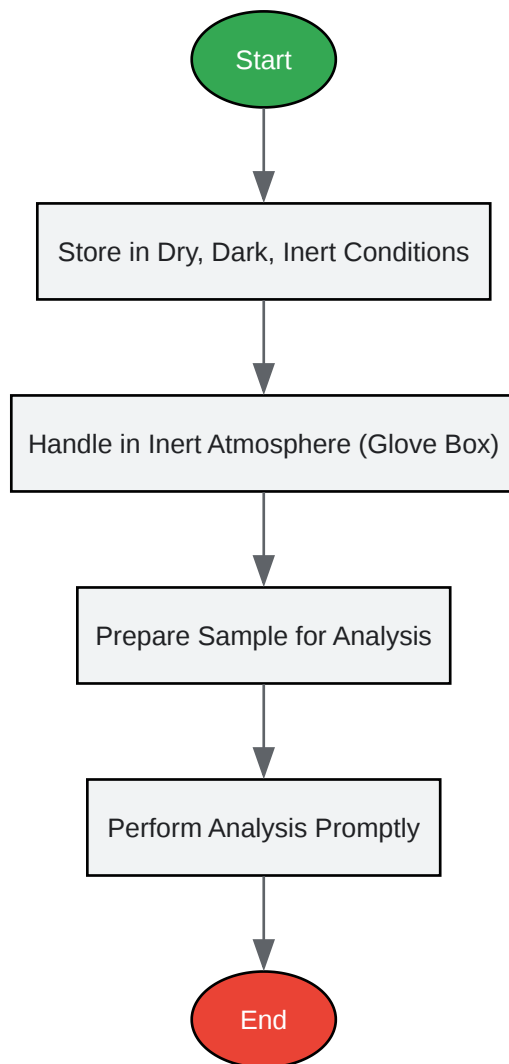 Start
Store in Dry, Dark, Inert Conditions
Handle in Inert Atmosphere (Glove Box)
Prepare Sample for Analysis
Perform Analysis Promptly
End